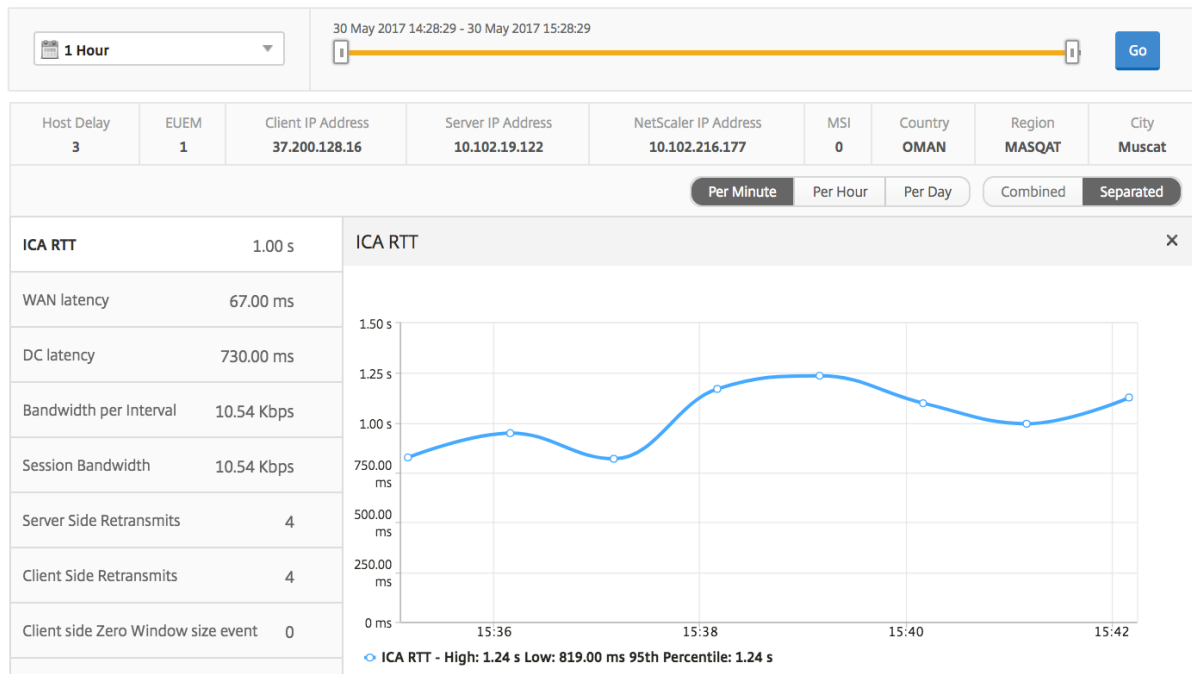 1 Hour
30 May 2017 14:28:29 - 30 May 2017 15:28:29
Go
Host Delay EUEM Client IP Address Server IP Address NetScaler IP Address MSI Country Region City
3 1 37.200.128.16 10.102.19.122 10.102.216.177 0 OMAN MASQAT Muscat
Per Minute Per Hour Per Day Combined Separated
ICA RTT 1.00 s
WAN latency 67.00 ms
DC latency 730.00 ms
Bandwidth per Interval 10.54 Kbps
Session Bandwidth 10.54 Kbps
Server Side Retransmits 4
Client Side Retransmits 4
Client side Zero Window size event 0
ICA RTT ×
1.50 s
1.25 s
1.00 s
750.00
ms
500.00
ms
250.00
ms
0 ms
15:36 15:38 15:40 15:42
ICA RTT - High: 1.24 s Low: 819.00 ms 95th Percentile: 1.24 s